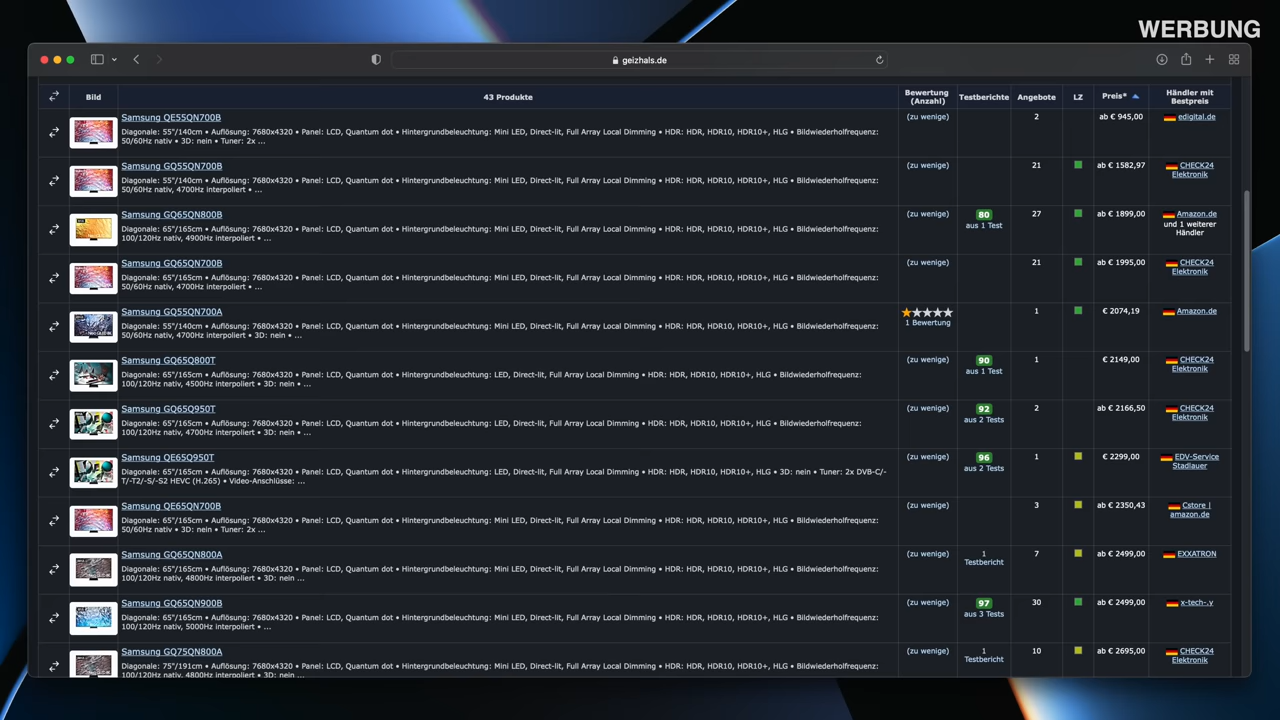 WERBUNG
geizhals.de
Bild
43 Produkte
Bewertung
(Anzahl)
Testberichte
Angebote
LZ
Preis*
Händler mit
Bestpreis
Samsung QE55QN700B
Diagonale: 55"/140cm • Auflösung: 7680x4320 • Panel: LCD, Quantum dot • Hintergrundbeleuchtung: Mini LED, Direct-lit, Full Array Local Dimming • HDR: HDR, HDR10, HDR10+, HLG • Bildwiederholfrequenz:
50/60Hz nativ • 3D: nein • Tuner: 2x ...
(zu wenige)
2
ab € 945,00
edigital.de
Samsung GQ55QN700B
Diagonale: 55"/140cm • Auflösung: 7680x4320 • Panel: LCD, Quantum dot • Hintergrundbeleuchtung: Mini LED, Direct-lit, Full Array Local Dimming • HDR: HDR, HDR10, HDR10+, HLG • Bildwiederholfrequenz:
50/60Hz nativ, 4700Hz interpoliert • ...
(zu wenige)
21
ab € 1582,97
CHECK24
Elektronik
Samsung GQ65QN800B
Diagonale: 65"/165cm • Auflösung: 7680x4320 • Panel: LCD, Quantum dot • Hintergrundbeleuchtung: Mini LED, Direct-lit, Full Array Local Dimming • HDR: HDR, HDR10, HDR10+, HLG • Bildwiederholfrequenz:
100/120Hz nativ, 4900Hz interpoliert • ...
(zu wenige)
80
aus 1 Test
27
ab € 1899,00
Amazon.de
und 1 weiterer
Händler
Samsung GQ65QN700B
Diagonale: 65"/165cm • Auflösung: 7680x4320 • Panel: LCD, Quantum dot • Hintergrundbeleuchtung: Mini LED, Direct-lit, Full Array Local Dimming • HDR: HDR, HDR10, HDR10+, HLG • Bildwiederholfrequenz:
50/60Hz nativ, 4700Hz interpoliert • ...
(zu wenige)
21
ab € 1995,00
CHECK24
Elektronik
Samsung GQ55QN700A
Diagonale: 55"/140cm • Auflösung: 7680x4320 • Panel: LCD, Quantum dot • Hintergrundbeleuchtung: Mini LED, Direct-lit, Full Array Local Dimming • HDR: HDR, HDR10, HDR10+, HLG • Bildwiederholfrequenz:
50/60Hz nativ, 4700Hz interpoliert • 3D: nein • ...
1 Bewertung
1
€ 2074,19
Amazon.de
Samsung GQ65Q800T
Diagonale: 65"/165cm • Auflösung: 7680x4320 • Panel: LCD, Quantum dot • Hintergrundbeleuchtung: LED, Direct-lit, Full Array Local Dimming • HDR: HDR, HDR10, HDR10+, HLG • Bildwiederholfrequenz:
100/120Hz nativ, 4500Hz interpoliert • 3D: nein • ...
(zu wenige)
90
aus 1 Test
1
€ 2149,00
CHECK24
Elektronik
Samsung GQ65Q950T
Diagonale: 65"/165cm • Auflösung: 7680x4320 • Panel: LCD, Quantum dot • Hintergrundbeleuchtung: LED, Direct-lit, Full Array Local Dimming • HDR: HDR, HDR10, HDR10+, HLG • Bildwiederholfrequenz:
100/120Hz nativ, 4700Hz interpoliert • 3D: nein • ...
(zu wenige)
92
aus 2 Tests
2
ab € 2166,50
CHECK24
Elektronik
Samsung QE65Q950T
Diagonale: 65"/165cm • Auflösung: 7680x4320 • Panel: LCD, Quantum dot • Hintergrundbeleuchtung: LED, Direct-lit, Full Array Local Dimming • HDR: HDR, HDR10, HDR10+, HLG • 3D: nein • Tuner: 2x DVB-C/-
T/-T2/-S/-S2 HEVC (H.265) • Video-Anschlüsse: ...
(zu wenige)
96
aus 2 Tests
1
€ 2299,00
EDV-Service
Stadlauer
Samsung QE65QN700B
Diagonale: 65"/165cm • Auflösung: 7680x4320 • Panel: LCD, Quantum dot • Hintergrundbeleuchtung: Mini LED, Direct-lit, Full Array Local Dimming • HDR: HDR, HDR10, HDR10+, HLG • Bildwiederholfrequenz:
50/60Hz nativ • 3D: nein • Tuner: 2x ...
(zu wenige)
3
ab € 2350,43
Cstore |
amazon.de
Samsung GQ65QN800A
Diagonale: 65"/165cm • Auflösung: 7680x4320 • Panel: LCD, Quantum dot • Hintergrundbeleuchtung: Mini LED, Direct-lit, Full Array Local Dimming • HDR: HDR, HDR10, HDR10+, HLG • Bildwiederholfrequenz:
100/120Hz nativ, 4800Hz interpoliert • 3D: nein ...
(zu wenige)
1
Testbericht
7
ab € 2499,00
EXXATRON
Samsung GQ65QN900B
Diagonale: 65"/165cm • Auflösung: 7680x4320 • Panel: LCD, Quantum dot • Hintergrundbeleuchtung: Mini LED, Direct-lit, Full Array Local Dimming • HDR: HDR, HDR10, HDR10+, HLG • Bildwiederholfrequenz:
100/120Hz nativ, 5000Hz interpoliert • ...
(zu wenige)
97
aus 3 Tests
30
ab € 2499,00
x-tech-.y
Samsung GQ75QN800A
Diagonale: 75"/191cm • Auflösung: 7680x4320 • Panel: LCD, Quantum dot • Hintergrundbeleuchtung: Mini LED, Direct-lit, Full Array Local Dimming • HDR: HDR, HDR10, HDR10+, HLG • Bildwiederholfrequenz:
100/120Hz nativ, 4800Hz interpoliert • 3D: nein ...
(zu wenige)
1
Testbericht
10
ab € 2695,00
CHECK24
Elektronik